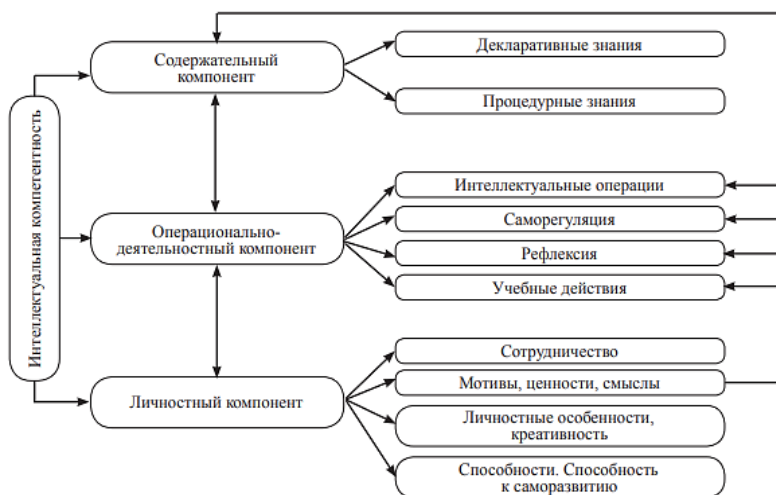 Интеллектуальная компетентность
Содержательный
компонент
Декларативные знания
Процедурные знания
Операционально-
деятельностный компонент
Интеллектуальные операции
Саморегуляция
Рефлексия
Учебные действия
Личностный компонент
Сотрудничество
Мотивы, ценности, смыслы
Личностные особенности,
креативность
Способности. Способность
к саморазвитию